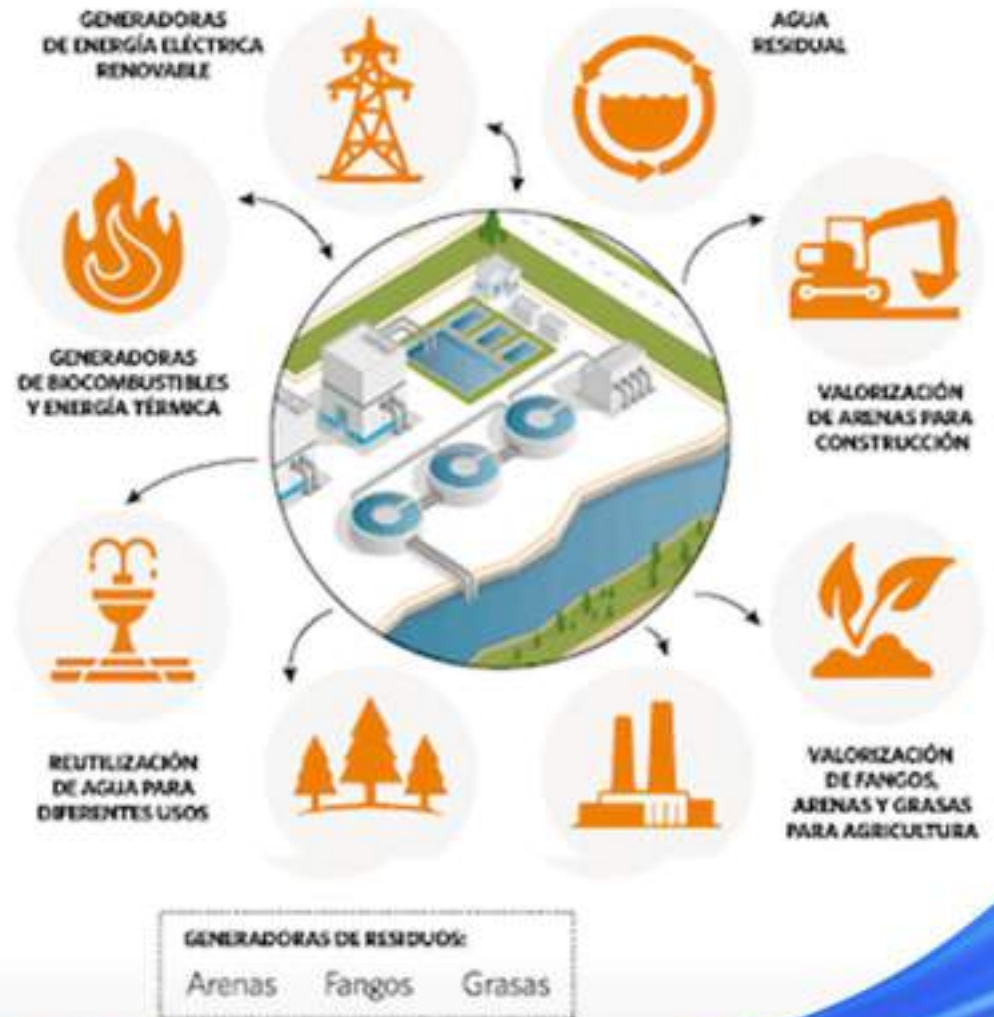 GENERADORAS
DE ENERGÍA ELÉCTRICA
RENOVABLE
AGUA
RESIDUAL
GENERADORAS
DE BIOCOMBUSTIBLES
Y ENERGÍA TÉRMICA
VALORIZACIÓN
DE ARENAS PARA
CONSTRUCCIÓN
REUTILIZACIÓN
DE AGUA PARA
DIFERENTES USOS
VALORIZACIÓN
DE FANGOS,
ARENAS Y GRASAS
PARA AGRICULTURA
GENERADORAS DE RESIDUOS:
Arenas Fangos Grasas